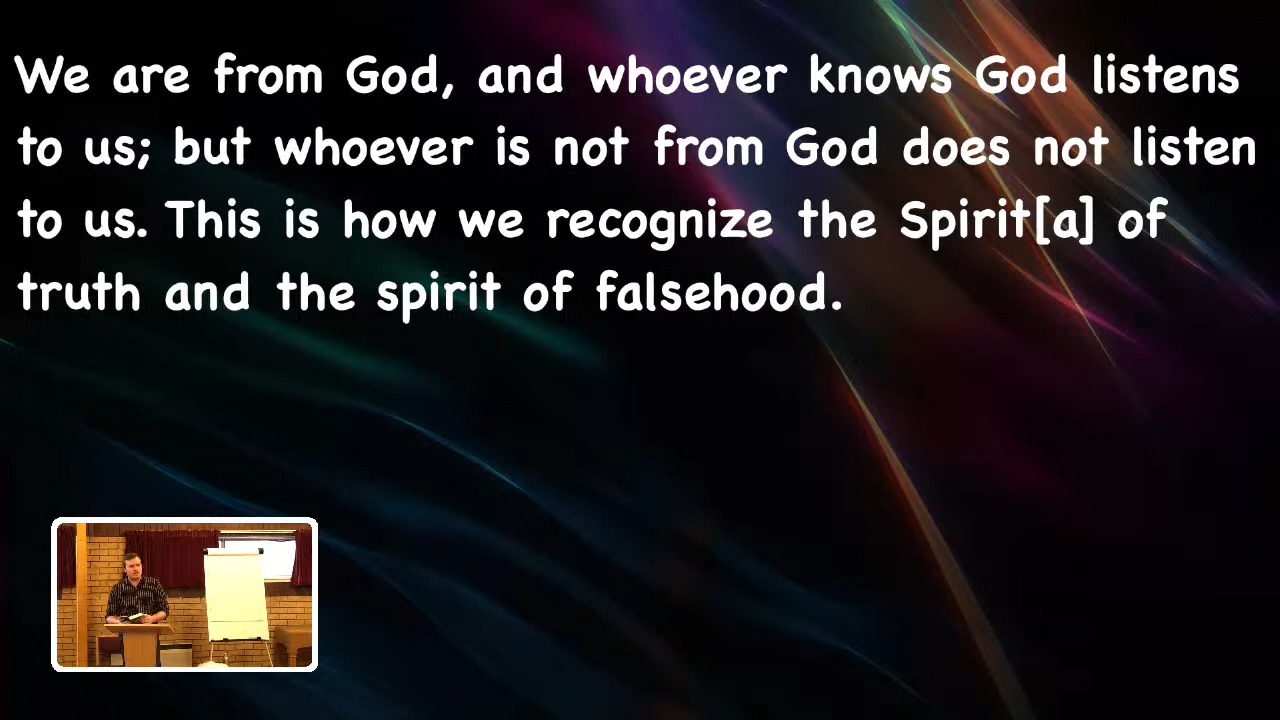 We are from God, and whoever knows God listens
to us; but whoever is not from God does not listen
to us. This is how we recognize the Spirit[a] of
truth and the spirit of falsehood.